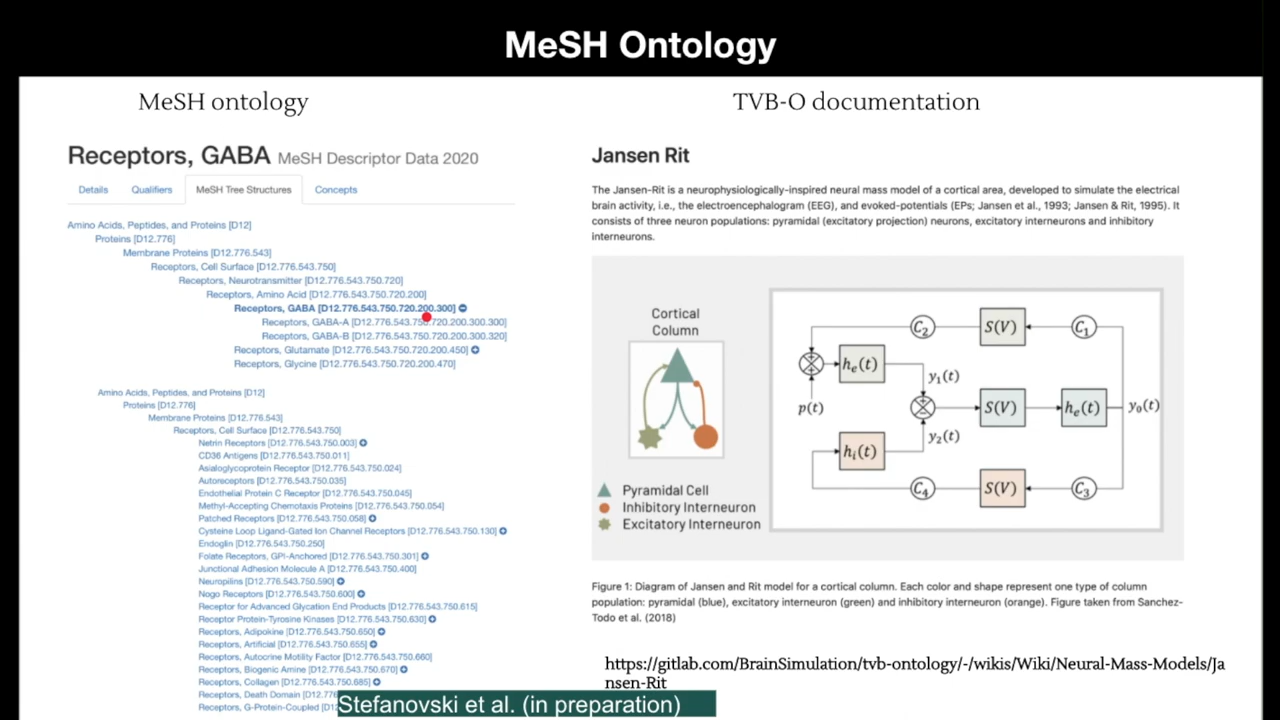 MeSH Ontology
MeSH ontology
TVB-O documentation
Receptors, GABA MeSH Descriptor Data 2020
Details Qualifiers MeSH Tree Structures Concepts
Amino Acids, Peptides, and Proteins [D12]
Proteins [D12.776]
Membrane Proteins [D12.776.543]
Receptors, Cell Surface [D12.776.543.750]
Receptors, Neurotransmitter [D12.776.543.750.720]
Receptors, Amino Acid [D12.776.543.750.720.200]
Receptors, GABA [D12.776.543.750.720.200.300]
Receptors, GABA-A [D12.776.543.750.720.200.300.300]
Receptors, GABA-B [D12.776.543.750.720.200.300.320]
Receptors, Glutamate [D12.776.543.750.720.200.450]
Receptors, Glycine [D12.776.543.750.720.200.470]
Amino Acids, Peptides, and Proteins [D12]
Proteins [D12.776]
Membrane Proteins [D12.776.543]
Receptors, Cell Surface [D12.776.543.750]
Netrin Receptors [D12.776.543.750.003]
CD36 Antigens [D12.776.543.750.011]
Asialoglycoprotein Receptor [D12.776.543.750.024]
Autoreceptors [D12.776.543.750.035]
Endothelial Protein C Receptor [D12.776.543.750.045]
Methyl-Accepting Chemotaxis Proteins [D12.776.543.750.054]
Patched Receptors [D12.776.543.750.058]
Cysteine Loop Ligand-Gated Ion Channel Receptors [D12.776.543.750.130]
Endoglin [D12.776.543.750.250]
Folate Receptors, GPI-Anchored [D12.776.543.750.301]
Junctional Adhesion Molecule A [D12.776.543.750.400]
Neuropilins [D12.776.543.750.590]
Nogo Receptors [D12.776.543.750.600]
Receptor for Advanced Glycation End Products [D12.776.543.750.615]
Receptor Protein-Tyrosine Kinases [D12.776.543.750.630]
Receptors, Adipokine [D12.776.543.750.650]
Receptors, Artificial [D12.776.543.750.655]
Receptors, Autocrine Motility Factor [D12.776.543.750.660]
Receptors, Biogenic Amine [D12.776.543.750.670]
Receptors, Collagen [D12.776.543.750.685]
Receptors, Death Domain [D12.776
Receptors, G-Protein-Coupled [D12
Jansen Rit
The Jansen-Rit is a neurophysiologically-inspired neural mass model of a cortical area, developed to simulate the electrical
brain activity, i.e., the electroencephalogram (EEG), and evoked-potentials (EPs; Jansen et al., 1993; Jansen & Rit, 1995). It
consists of three neuron populations: pyramidal (excitatory projection) neurons, excitatory interneurons and inhibitory
interneurons.
Cortical
Column
Pyramidal Cell
Inhibitory Interneuron
Excitatory Interneuron
C₂ S(V) C₁
hₑ(t)
y₁(t)
p(t) S(V) hₑ(t) y₀(t)
y₂(t)
hᵢ(t)
C₄ S(V) C₃
Figure 1: Diagram of Jansen and Rit model for a cortical column. Each color and shape represent one type of column
population: pyramidal (blue), excitatory interneuron (green) and inhibitory interneuron (orange). Figure taken from Sanchez-
Todo et al. (2018)
https://gitlab.com/BrainSimulation/tvb-ontology/-/wikis/Wiki/Neural-Mass-Models/Ja
nsen-Rit
Stefanovski et al. (in preparation)